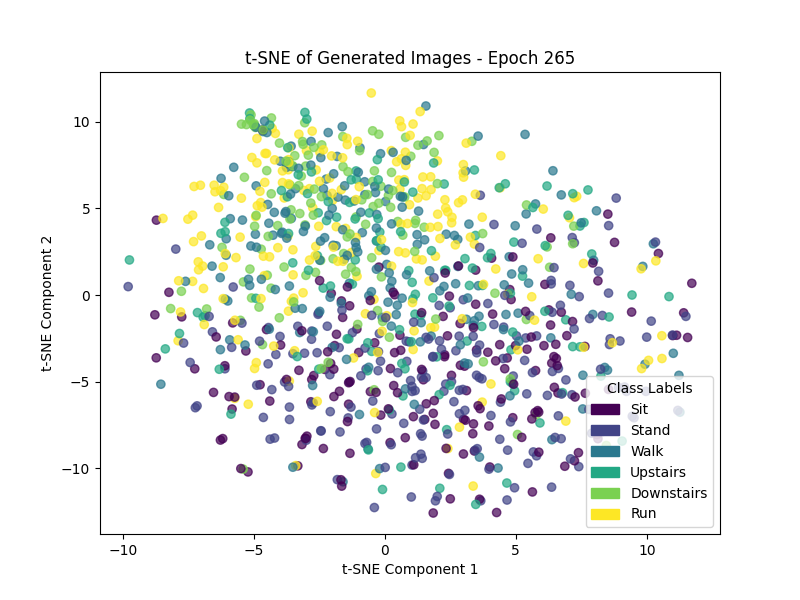 t-SNE of Generated Images - Epoch 265
t-SNE Component 2
10
5
0
−5
−10
−10
−5
0
5
10
t-SNE Component 1
Class Labels
Sit
Stand
Walk
Upstairs
Downstairs
Run